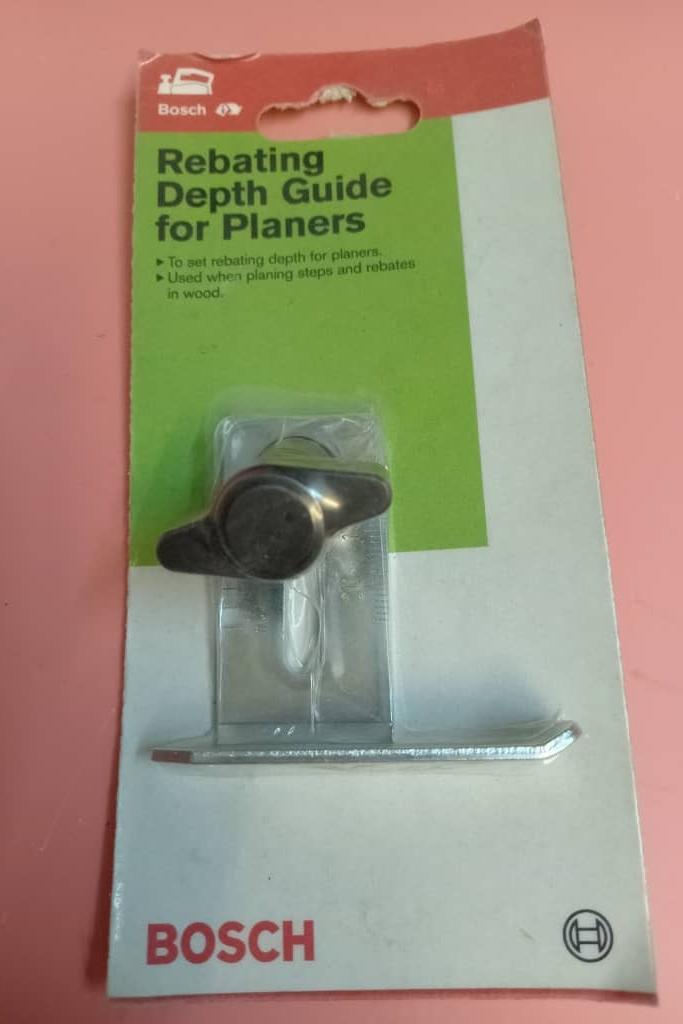 Bosch
Rebating
Depth Guide
for Planers
▸ To set rebating depth for planers.
▸ Used when planing steps and rebates
in wood.
BOSCH